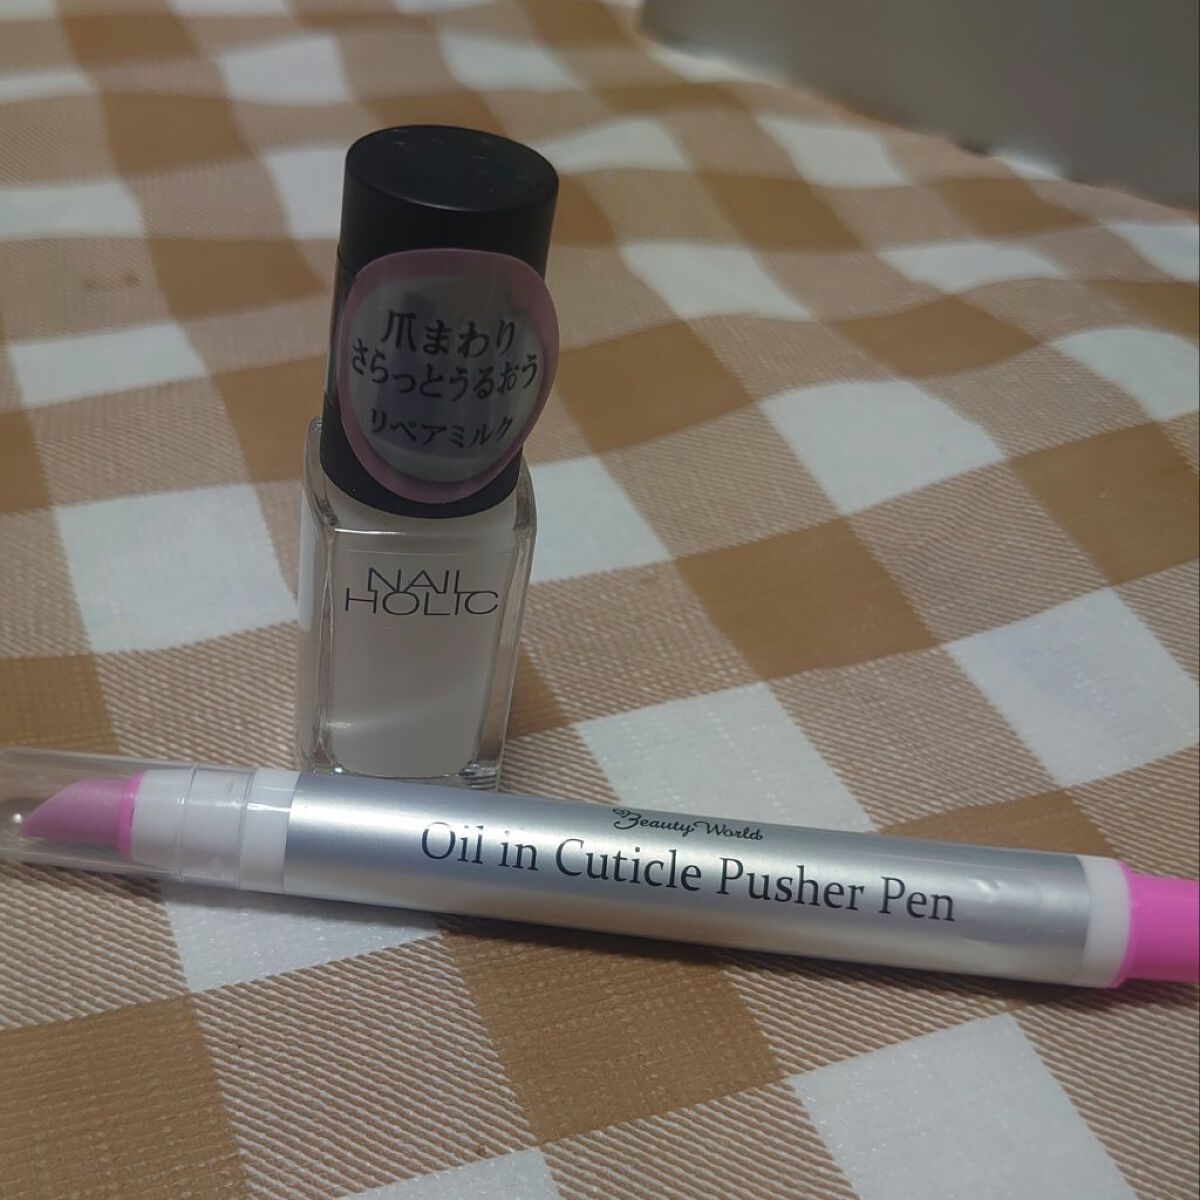 爪まわり
さらっとうるおう
リペアミルク
NAIL
HOLIC
Beauty World
Oil in Cuticle Pusher Pen